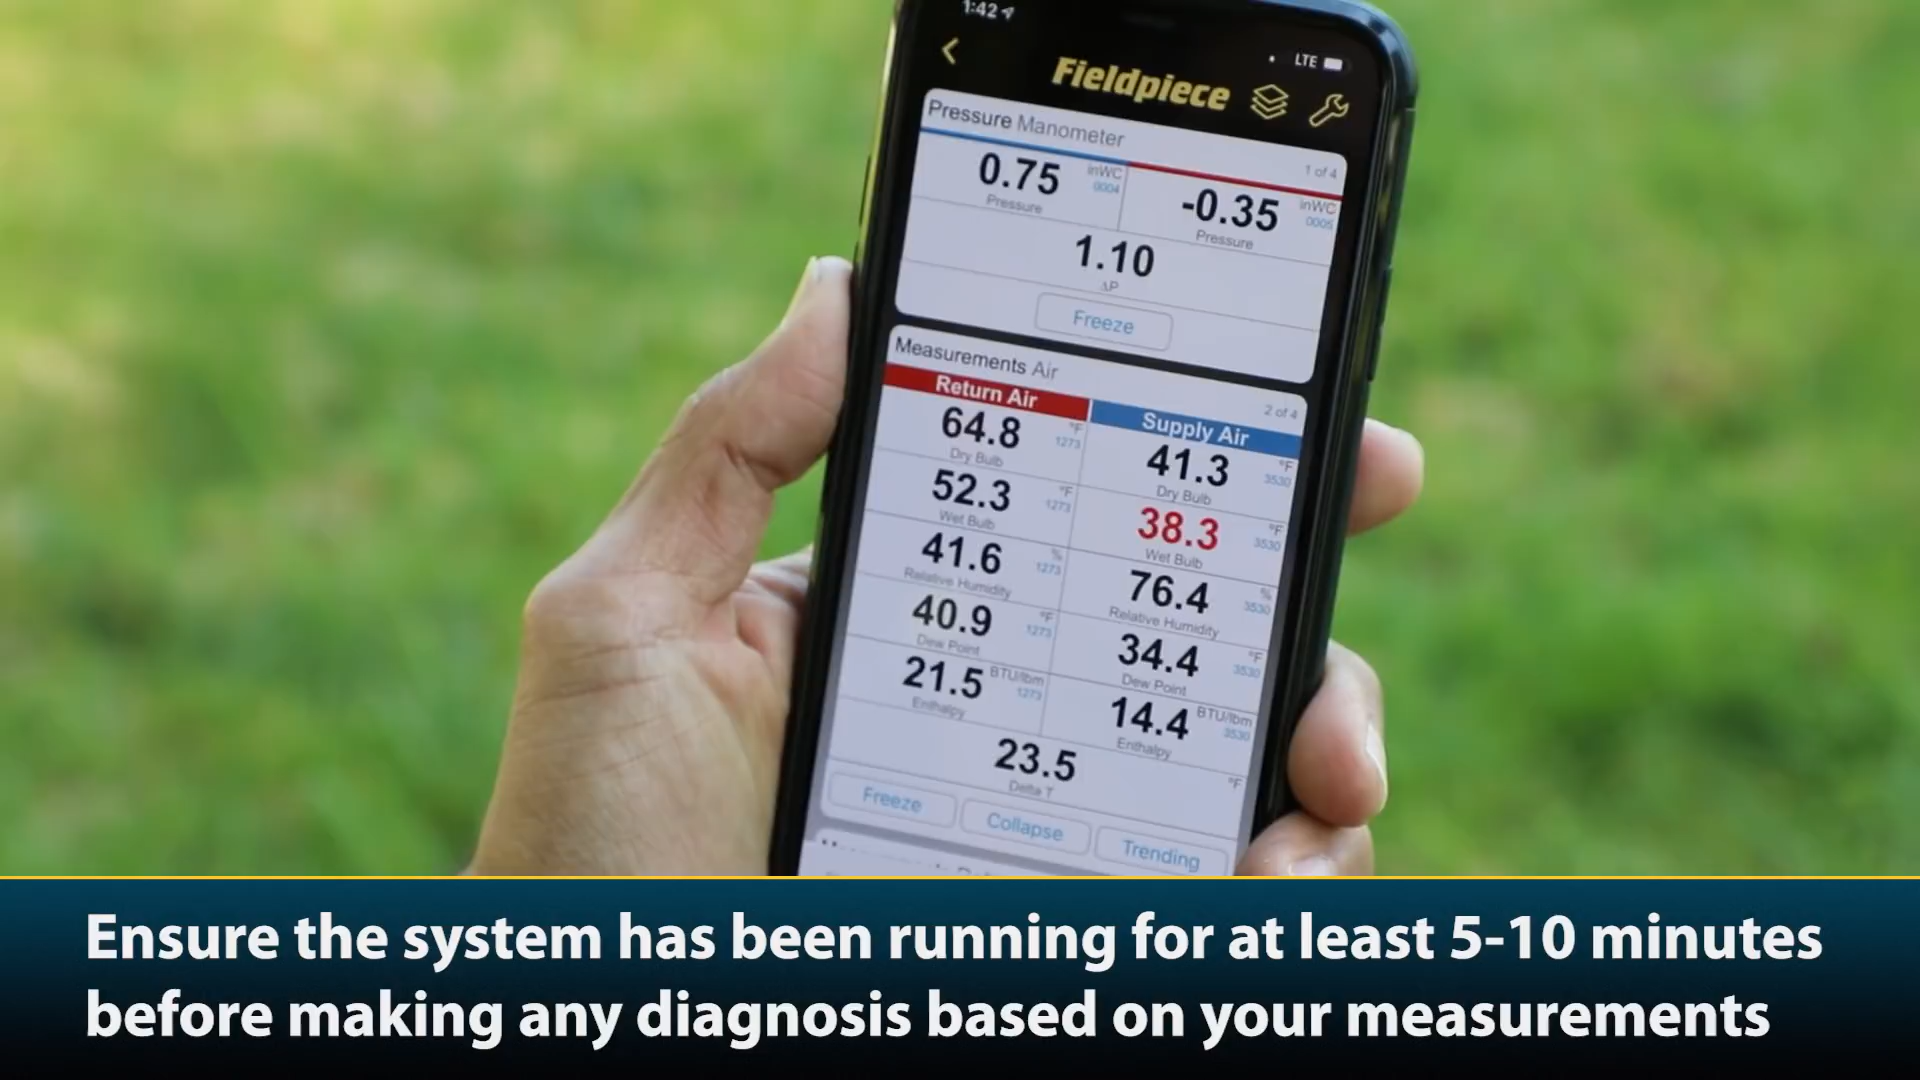 1:42
LTE
Fieldpiece
Pressure Manometer
1 of 4
0.75 inWC 0004
Pressure
-0.35 inWC 0005
Pressure
1.10
ΔP
Freeze
Measurements Air
2 of 4
Return Air
Supply Air
64.8 °F 1273
Dry Bulb
41.3 °F 3530
Dry Bulb
52.3 °F 1273
Wet Bulb
38.3 °F 3530
Wet Bulb
41.6 % 1273
Relative Humidity
76.4 % 3530
Relative Humidity
40.9 °F 1273
Dew Point
34.4 °F 3530
Dew Point
21.5 BTU/lbm 1273
Enthalpy
14.4 BTU/lbm 3530
Enthalpy
23.5 °F
Delta T
Freeze
Collapse
Trending
Ensure the system has been running for at least 5-10 minutes
before making any diagnosis based on your measurements